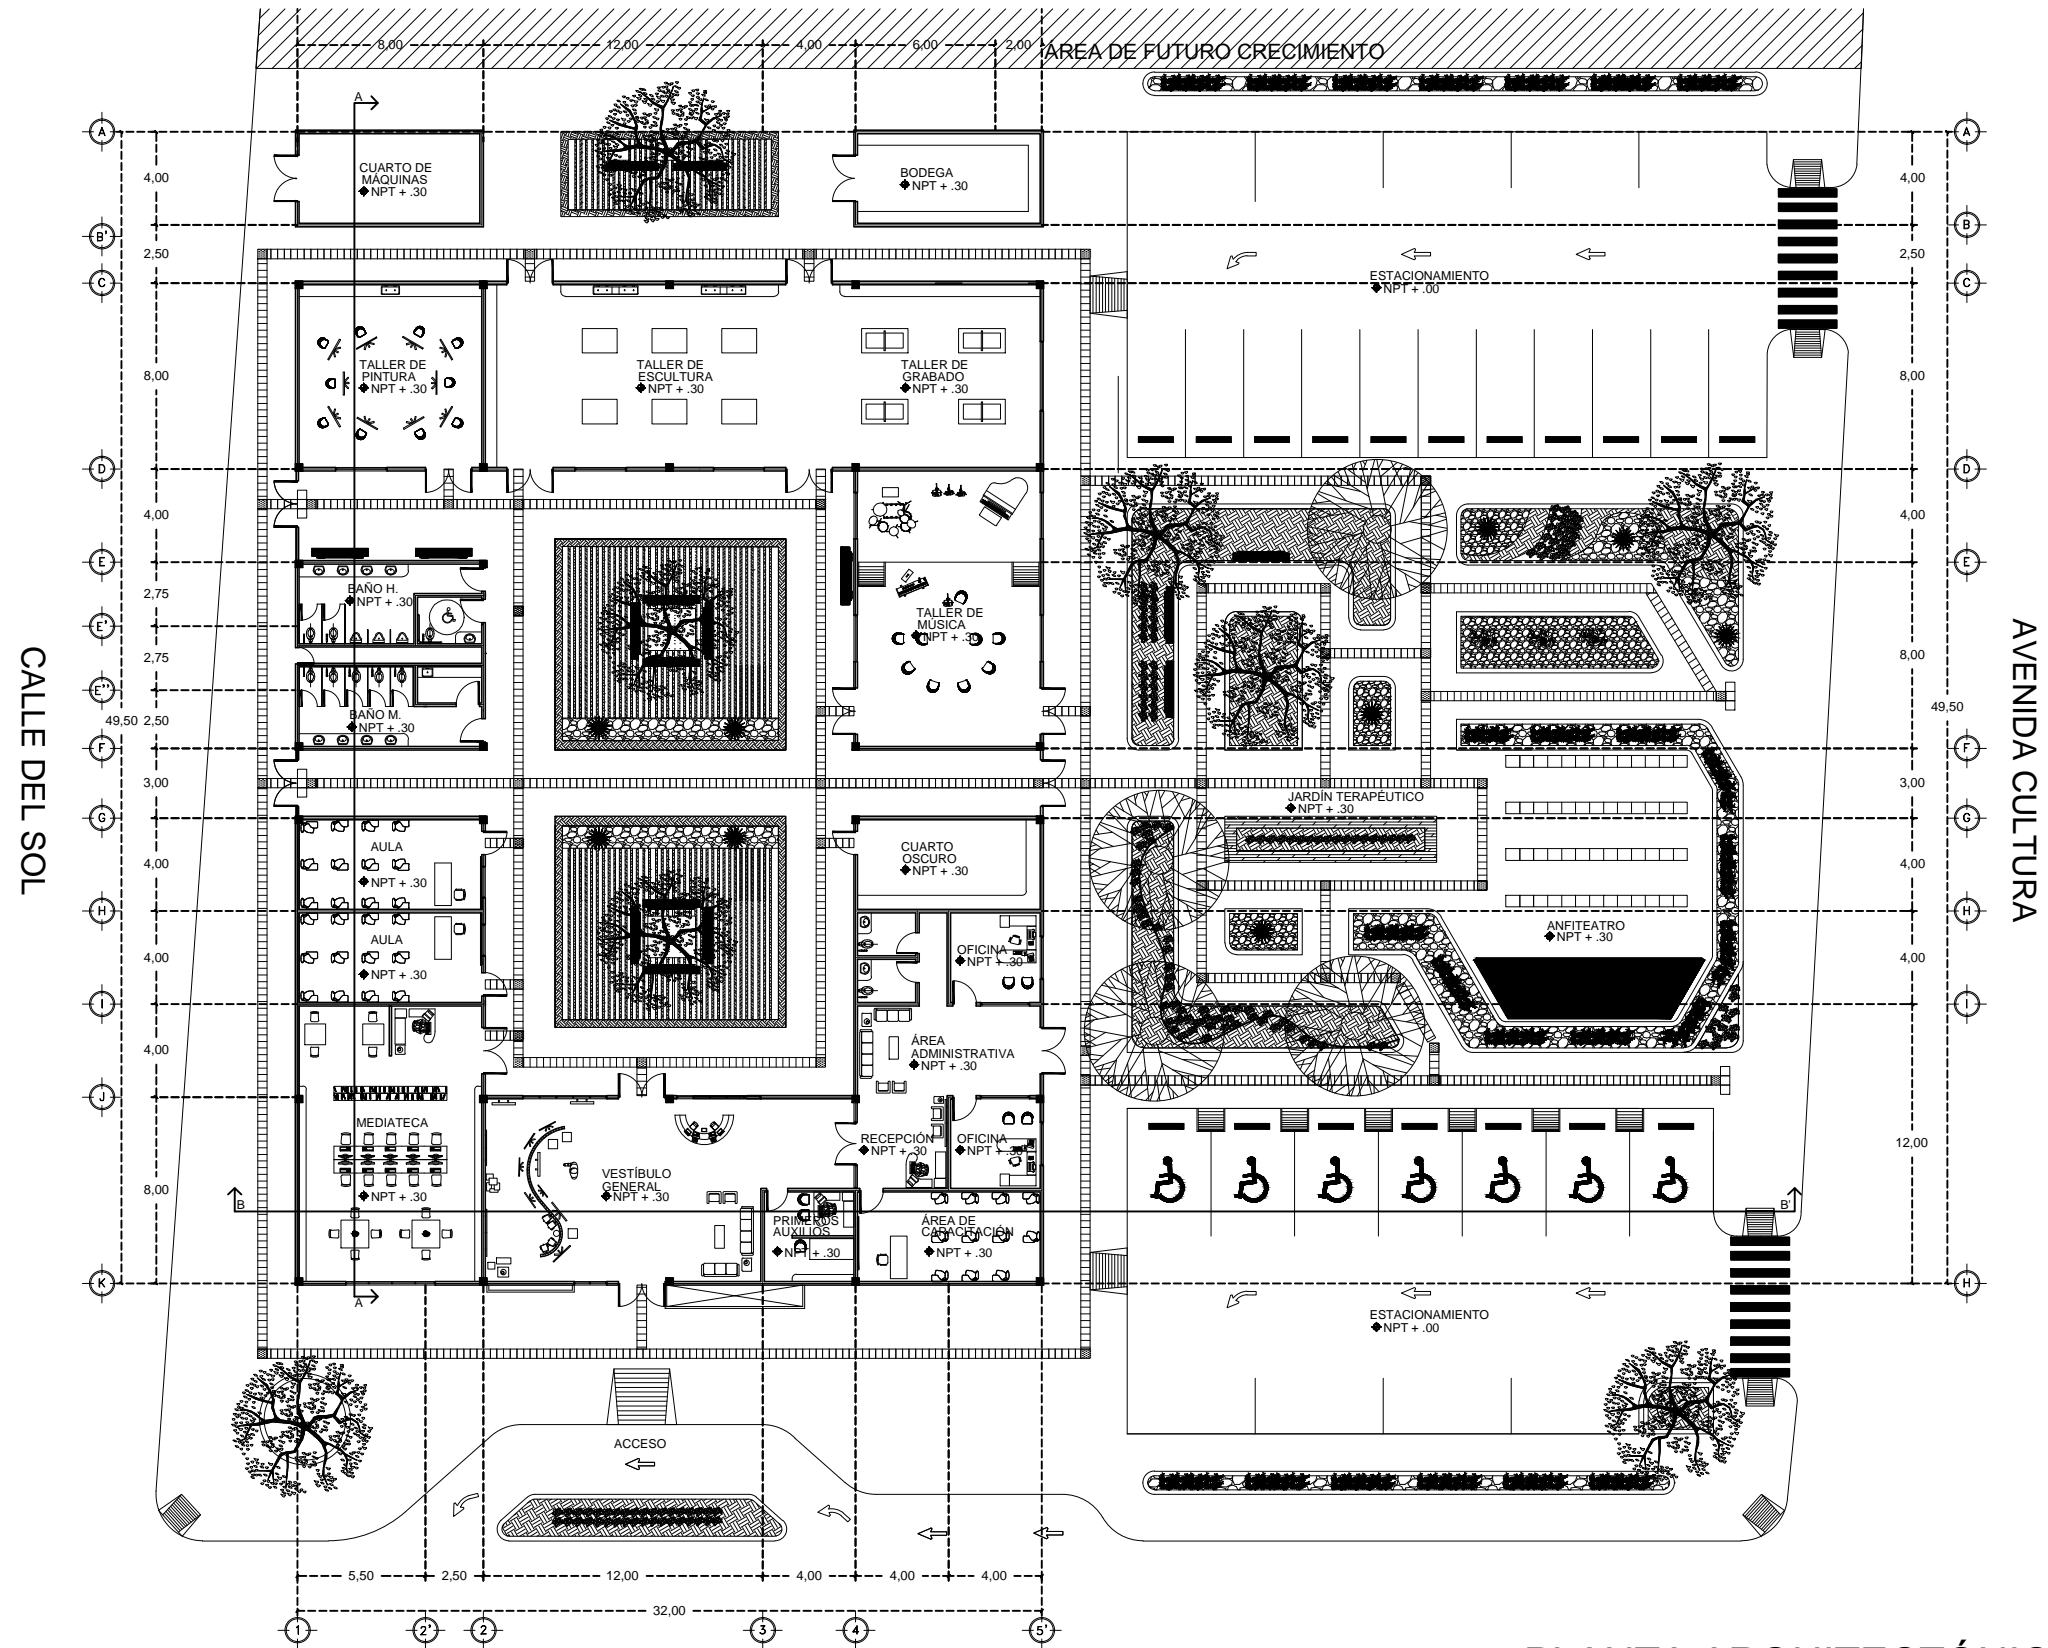 8,00
12,00
4,00
6,00
2,00
ÁREA DE FUTURO CRECIMIENTO
A
A
A
CUARTO DE
MÁQUINAS
NPT + .30
BODEGA
NPT + .30
4,00
4,00
B'
B
2,50
2,50
ESTACIONAMIENTO
NPT + .00
C
C
TALLER DE
PINTURA
NPT + .30
TALLER DE
ESCULTURA
NPT + .30
TALLER DE
GRABADO
NPT + .30
8,00
8,00
D
D
4,00
4,00
E
E
2,75
BAÑO H.
NPT + .30
TALLER DE
MÚSICA
NPT + .30
E'
2,75
8,00
E''
49,50
2,50
BAÑO M.
NPT + .30
49,50
F
F
3,00
3,00
JARDÍN TERAPÉUTICO
NPT + .30
G
G
AULA
NPT + .30
CUARTO
OSCURO
NPT + .30
4,00
4,00
H
H
AULA
NPT + .30
OFICINA
NPT + .30
ANFITEATRO
NPT + .30
4,00
4,00
I
I
ÁREA
ADMINISTRATIVA
NPT + .30
4,00
J
MEDIATECA
NPT + .30
RECEPCIÓN
NPT + .30
OFICINA
NPT + .30
12,00
VESTÍBULO
GENERAL
NPT + .30
8,00
B
B'
PRIMEROS
AUXILIOS
NPT + .30
ÁREA DE
CAPACITACIÓN
NPT + .30
K
H
A
ESTACIONAMIENTO
NPT + .00
ACCESO
5,50
2,50
12,00
4,00
4,00
4,00
32,00
1
2'
2
3
4
5'
CALLE DEL SOL
AVENIDA CULTURA